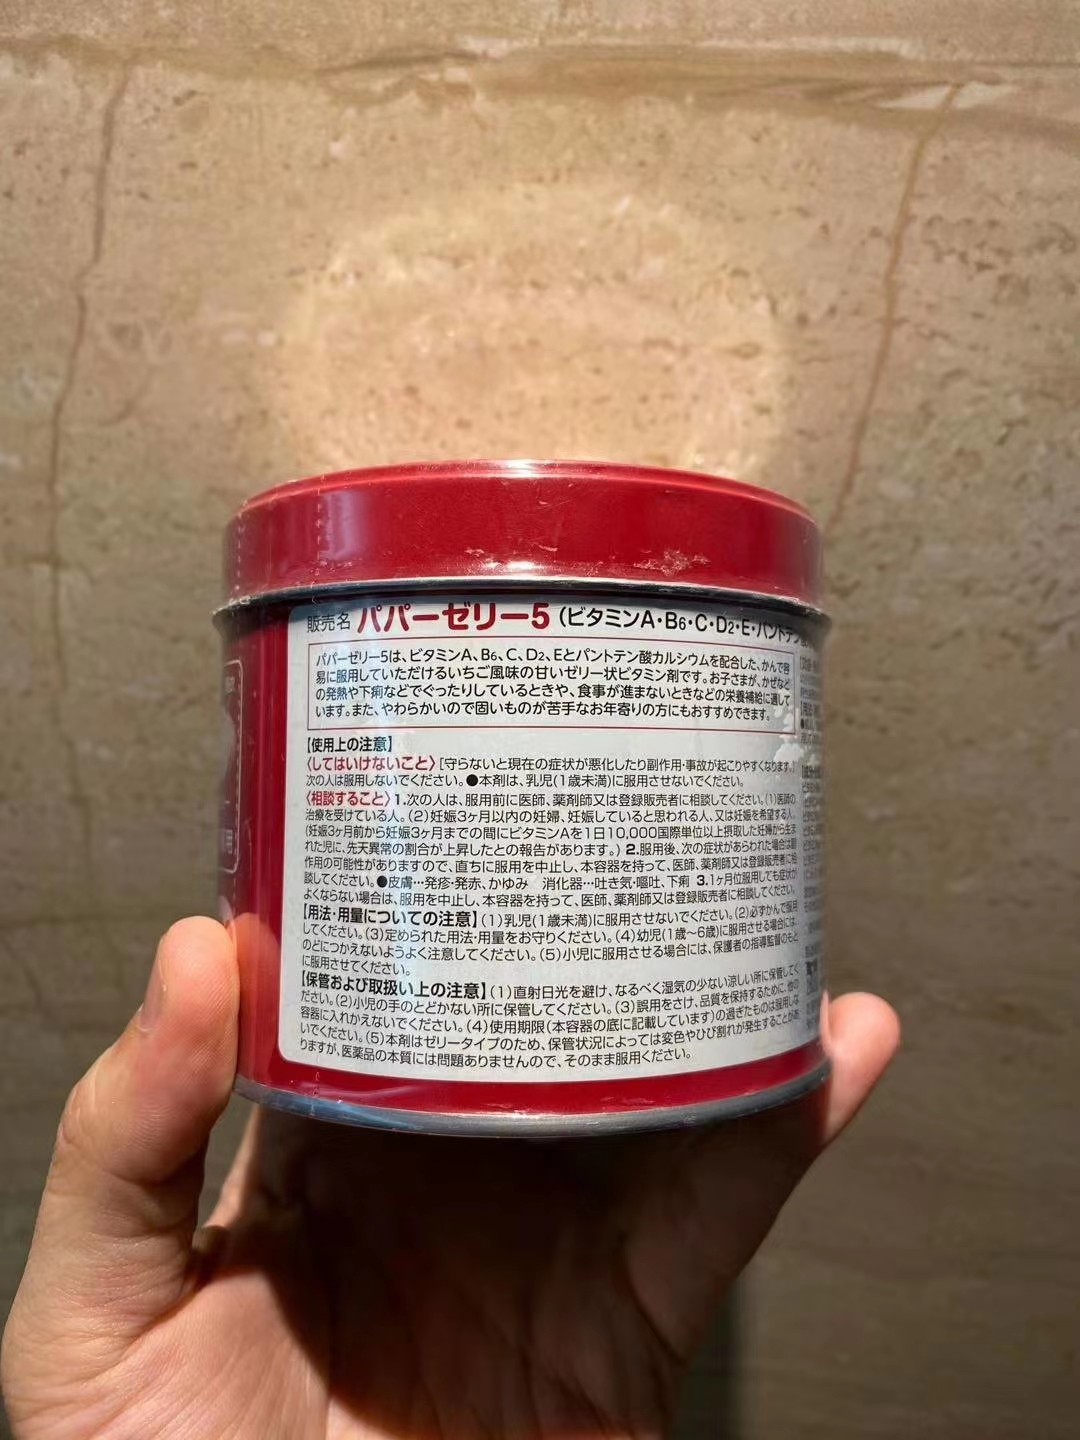 販売名 パパーゼリー5 (ビタミンA・B6・C・D2・E・パントテン
パパーゼリー5は、ビタミンA、B6、C、D2、Eとパントテン酸カルシウムを配合した、かんで容
易に服用していただけるいちご風味の甘いゼリー状ビタミン剤です。お子さまが、かぜなど
の発熱や下痢などでぐったりしているときや、食事が進まないときなどの栄養補給に適して
います。また、やわらかいので固いものが苦手なお年寄りの方にもおすすめできます。
【使用上の注意】
〈してはいけないこと〉[守らないと現在の症状が悪化したり副作用・事故が起こりやすくなります。]
次の人は服用しないでください。●本剤は、乳児(1歳未満)に服用させないでください。
〈相談すること〉1.次の人は、服用前に医師、薬剤師又は登録販売者に相談してください。(1)医師の
治療を受けている人。(2)妊娠3ヶ月以内の妊婦、妊娠していると思われる人、又は妊娠を希望する人。
(妊娠3ヶ月前から妊娠3ヶ月までの間にビタミンAを1日10,000国際単位以上摂取した妊婦から生ま
れた児に、先天異常の割合が上昇したとの報告があります。) 2.服用後、次の症状があらわれた場合は副
作用の可能性がありますので、直ちに服用を中止し、本容器を持って、医師、薬剤師又は登録販売者に相
談してください。●皮膚…発疹・発赤、かゆみ 消化器…吐き気・嘔吐、下痢 3.1ヶ月位服用しても症状が
よくならない場合は、服用を中止し、本容器を持って、医師、薬剤師又は登録販売者に相談してください。
【用法・用量についての注意】(1)乳児(1歳未満)に服用させないでください。(2)必ずかんで服用
してください。(3)定められた用法・用量をお守りください。(4)幼児(1歳〜6歳)に服用させる場合には、
のどにつかえないようよく注意してください。(5)小児に服用させる場合には、保護者の指導監督のもと
に服用させてください。
【保管および取扱い上の注意】(1)直射日光を避け、なるべく湿気の少ない涼しい所に保管してく
ださい。(2)小児の手のとどかない所に保管してください。(3)誤用をさけ、品質を保持するために、他の
容器に入れかえないでください。(4)使用期限(本容器の底に記載しています)の過ぎたものは服用しな
いでください。(5)本剤はゼリータイプのため、保管状況によっては変色やひび割れが発生することがあ
りますが、医薬品の本質には問題ありませんので、そのまま服用ください。